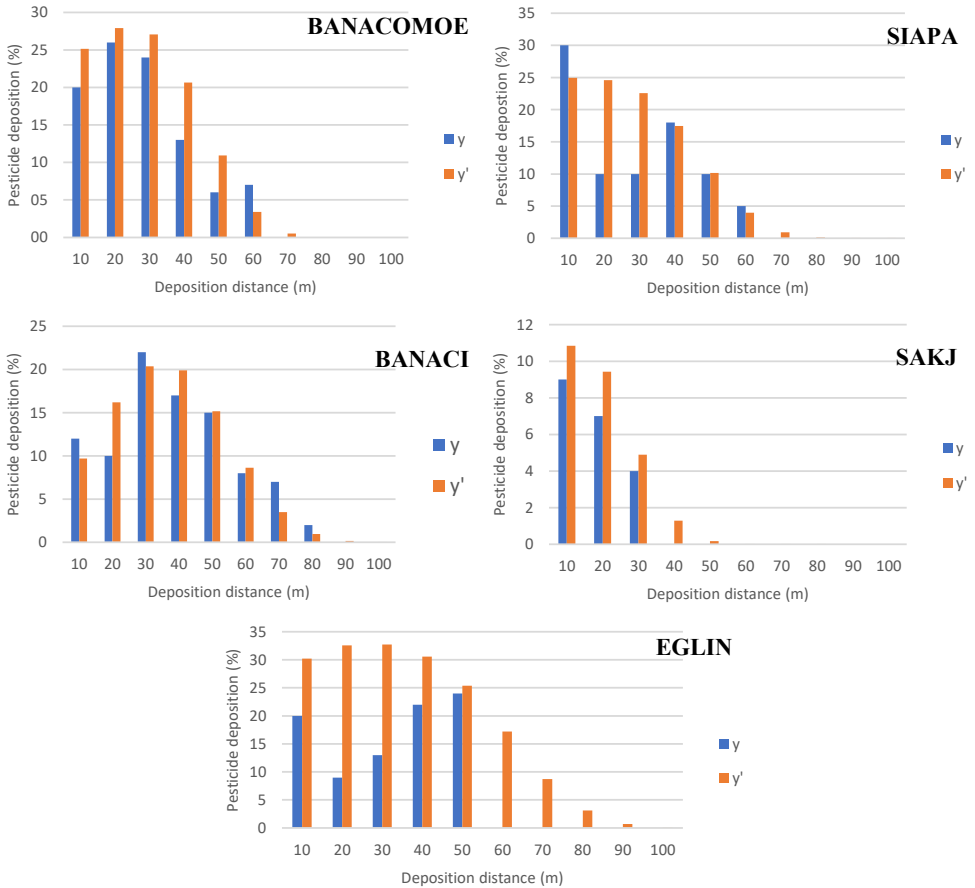 BANACOMOE
Pesticide deposition (%)
30
25
20
15
10
05
00
10 20 30 40 50 60 70 80 90 100
Deposition distance (m)
y
y'
SIAPA
Pesticide depostion (%)
35
30
25
20
15
10
5
0
10 20 30 40 50 60 70 80 90 100
Deposition distance (m)
y
y'
BANACI
Pesticide deposition (%)
25
20
15
10
5
0
10 20 30 40 50 60 70 80 90 100
Deposition distance (m)
y
y'
SAKJ
Pesticide deposition (%)
12
10
8
6
4
2
0
10 20 30 40 50 60 70 80 90 100
Deposition distance (m)
y
y'
EGLIN
Pesticide deposition (%)
35
30
25
20
15
10
5
0
10 20 30 40 50 60 70 80 90 100
Deposition distance (m)
y
y'